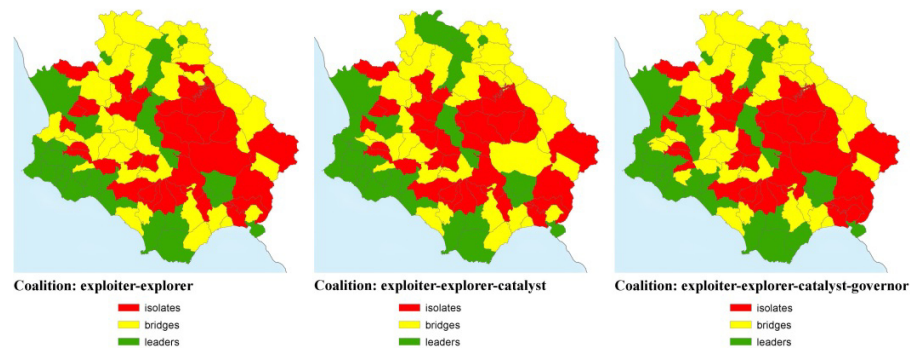 Coalition: exploiter-explorer
isolates
bridges
leaders
Coalition: exploiter-explorer-catalyst
isolates
bridges
leaders
Coalition: exploiter-explorer-catalyst-governor
isolates
bridges
leaders